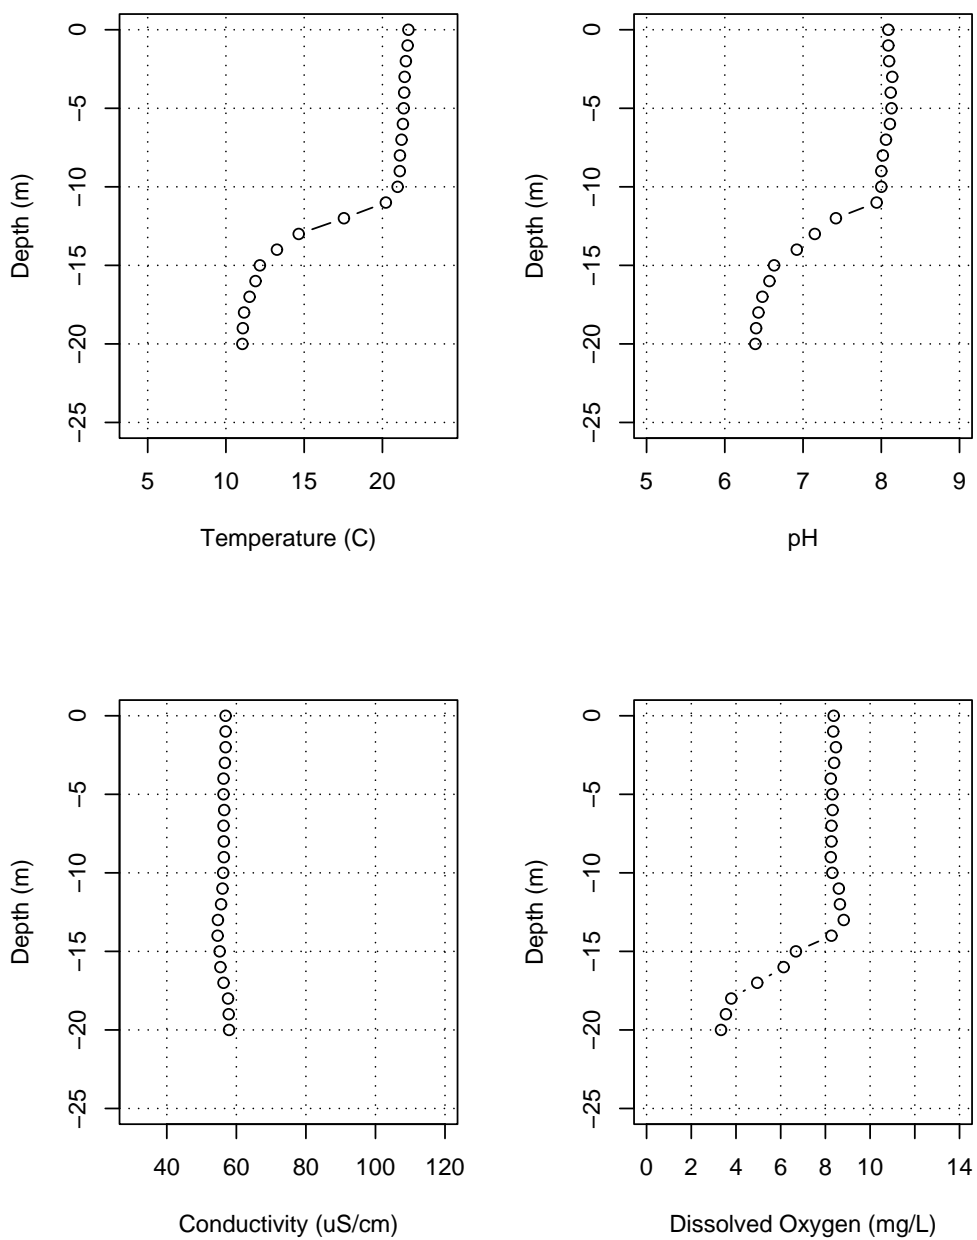 0
−5
−10
−15
−20
−25
Depth (m)
5 10 15 20
Temperature (C)
0
−5
−10
−15
−20
−25
Depth (m)
5 6 7 8 9
pH
0
−5
−10
−15
−20
−25
Depth (m)
40 60 80 100 120
Conductivity (uS/cm)
0
−5
−10
−15
−20
−25
Depth (m)
0 2 4 6 8 10 14
Dissolved Oxygen (mg/L)